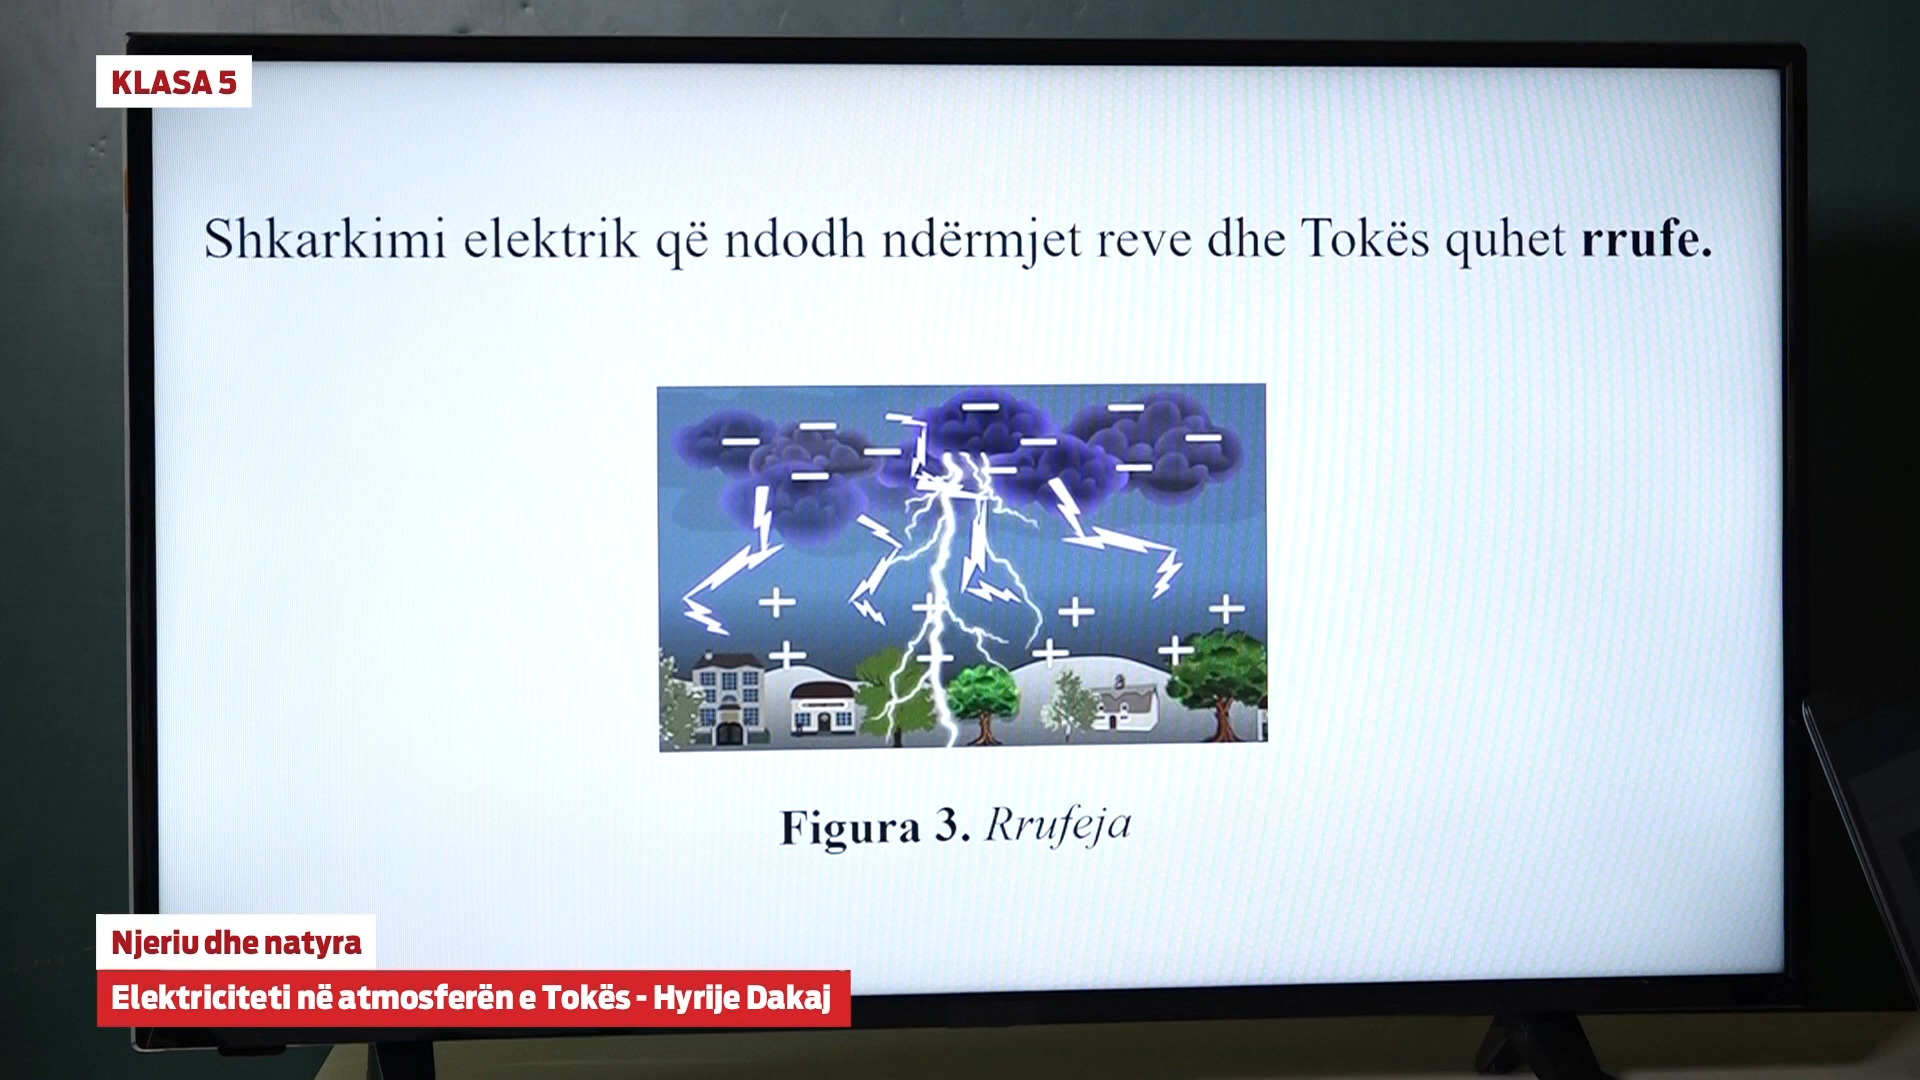 KLASA 5
Shkarkimi elektrik që ndodh ndërmjet reve dhe Tokës quhet rrufe.
Figura 3. Rrufeja
Njeriu dhe natyra
Elektriciteti në atmosferën e Tokës - Hyrije Dakaj